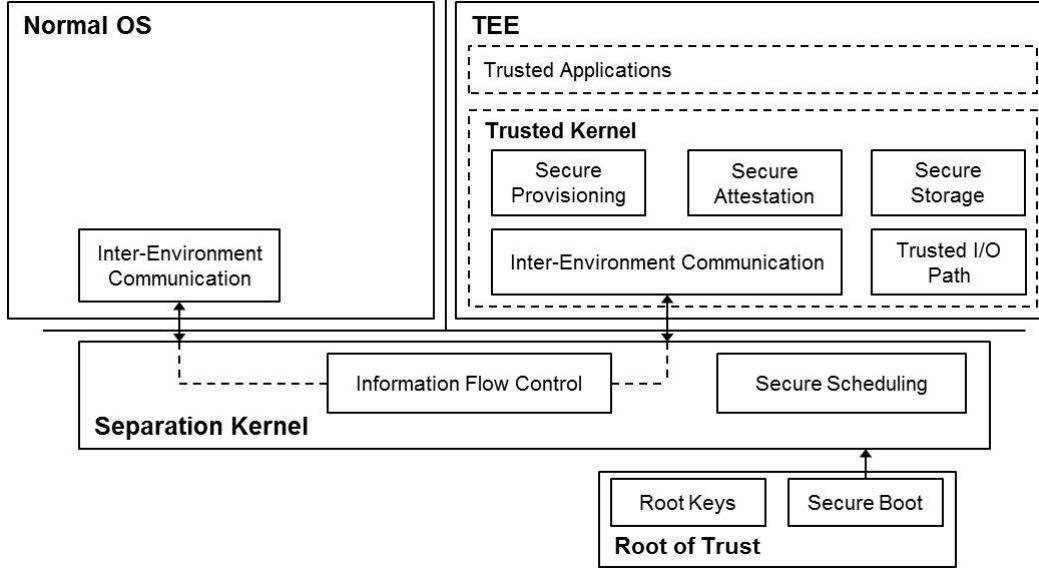 Normal OS
Inter-Environment
Communication
TEE
Trusted Applications
Trusted Kernel
Secure
Provisioning
Secure
Attestation
Secure
Storage
Inter-Environment Communication
Trusted I/O
Path
Information Flow Control
Secure Scheduling
Separation Kernel
Root Keys
Secure Boot
Root of Trust